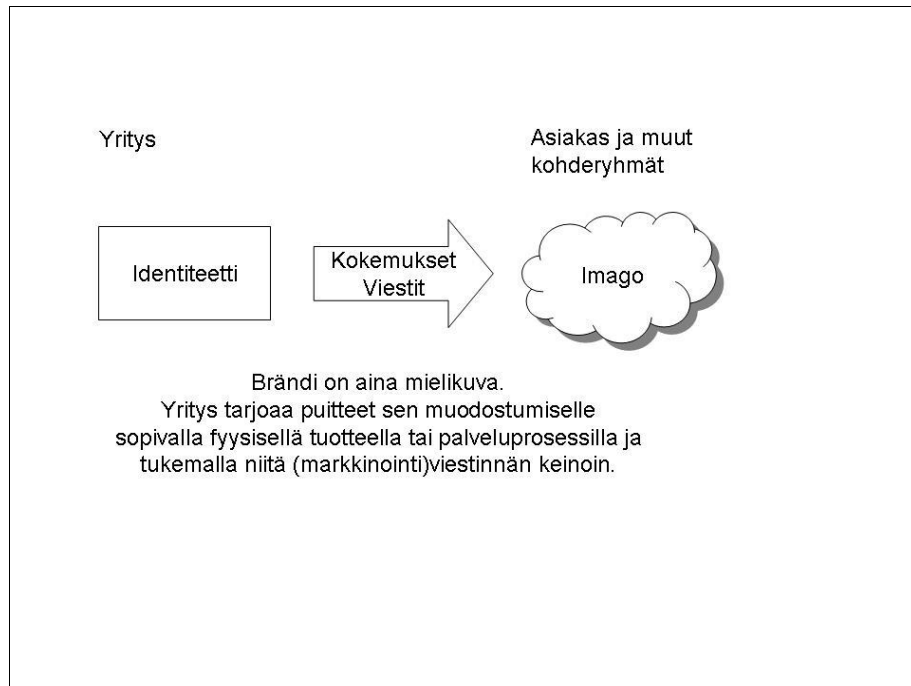 Yritys
Asiakas ja muut
kohderyhmät
Identiteetti
Kokemukset
Viestit
Imago
Brändi on aina mielikuva.
Yritys tarjoaa puitteet sen muodostumiselle
sopivalla fyysisellä tuotteella tai palveluprosessilla ja
tukemalla niitä (markkinointi)viestinnän keinoin.